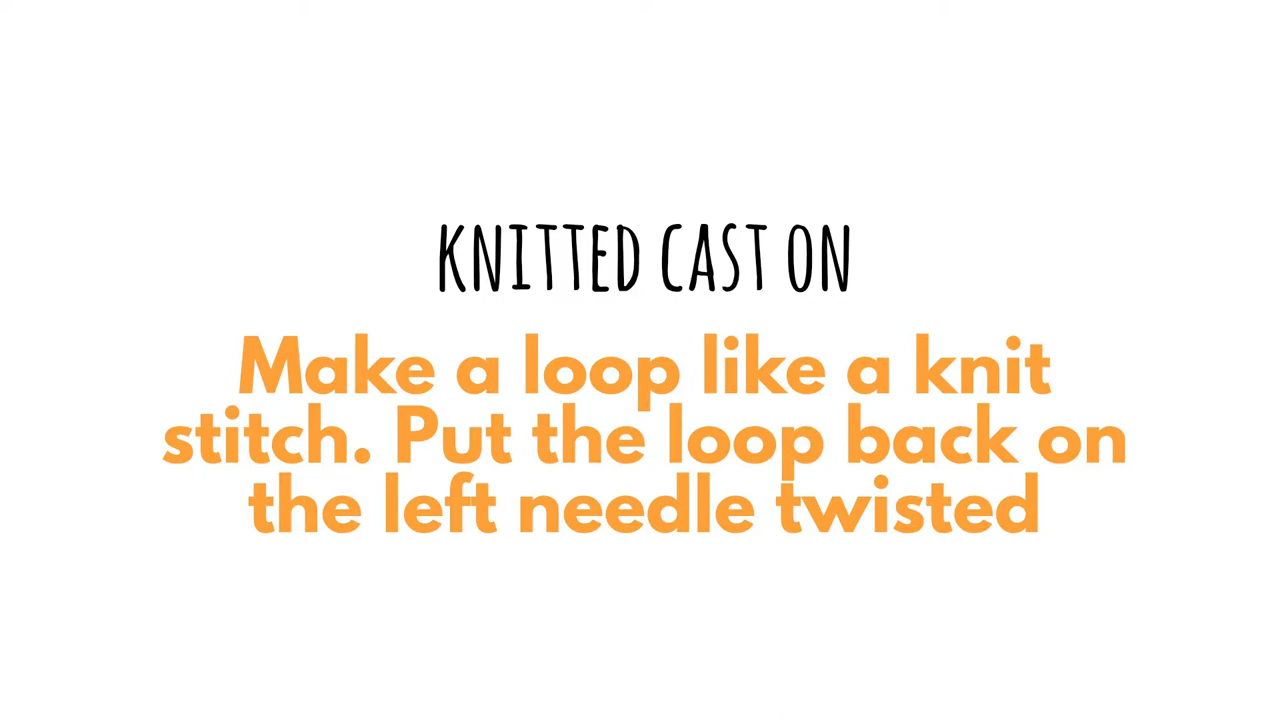 KNITTED CAST ON
Make a loop like a knit
stitch. Put the loop back on
the left needle twisted